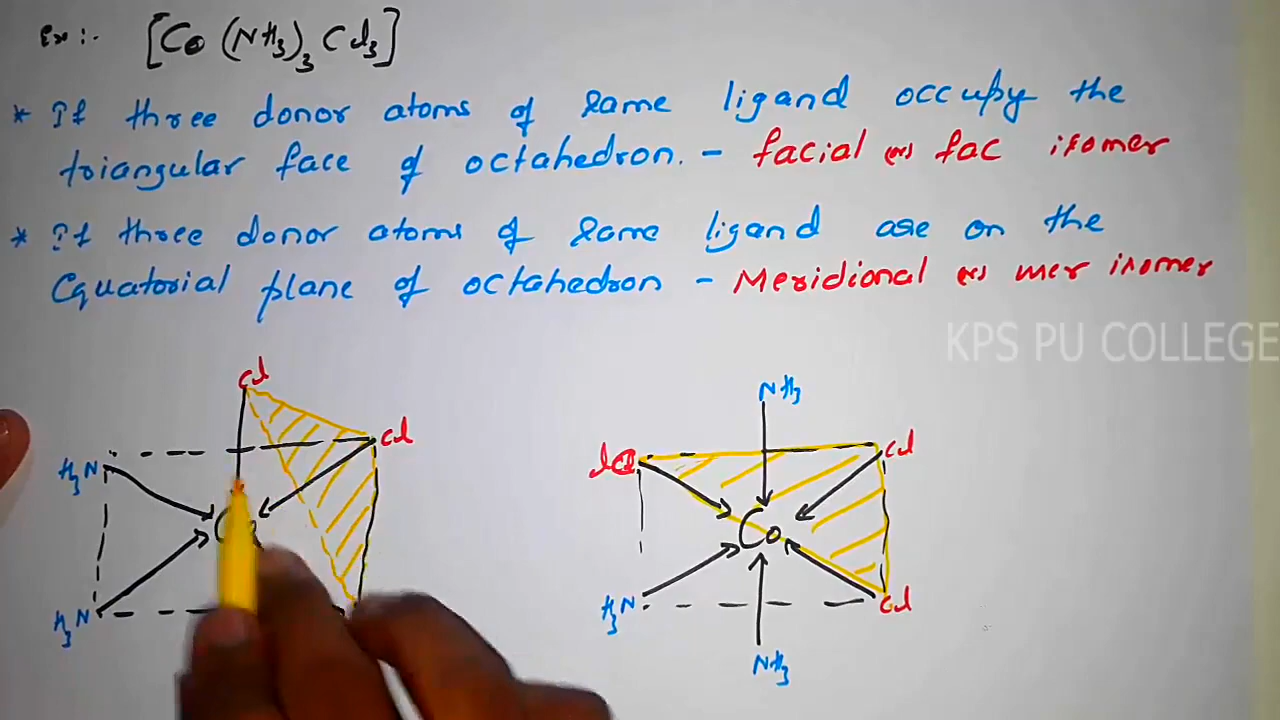 Ex :- [Co (NH3)3 Cl3]
* If three donor atoms of same ligand occupy the
triangular face of octahedron. - facial (or) fac isomer
* If three donor atoms of same ligand are on the
Equatorial plane of octahedron - Meridional (or) mer isomer
KPS PU COLLEGE
Cl
Cl
H3N
Co
H3N
NH3
Cl
Cl
Co
H3N
Cl
NH3